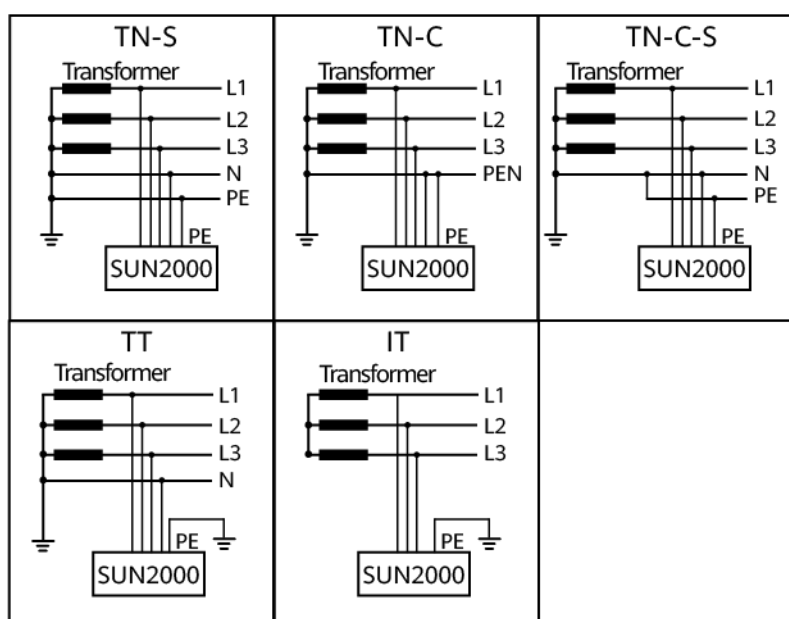 TN-S
Transformer
L1
L2
L3
N
PE
PE
SUN2000
TN-C
Transformer
L1
L2
L3
PEN
PE
SUN2000
TN-C-S
Transformer
L1
L2
L3
N
PE
PE
SUN2000
TT
Transformer
L1
L2
L3
N
PE
SUN2000
IT
Transformer
L1
L2
L3
PE
SUN2000